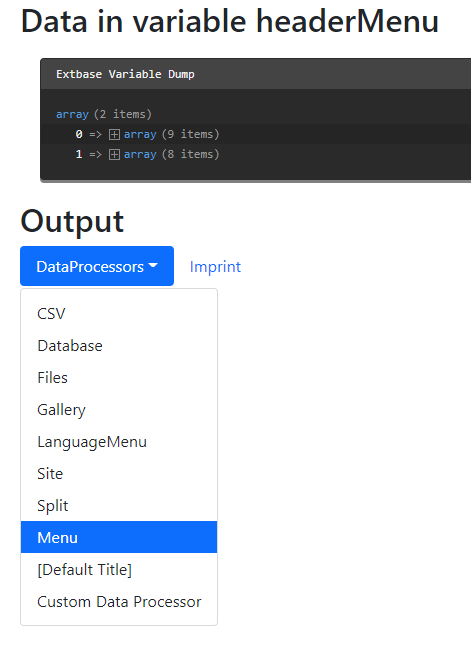 Data in variable headerMenu
Extbase Variable Dump
array (2 items)
0 => array (9 items)
1 => array (8 items)
Output
DataProcessors Imprint
CSV
Database
Files
Gallery
LanguageMenu
Site
Split
Menu
[Default Title]
Custom Data Processor